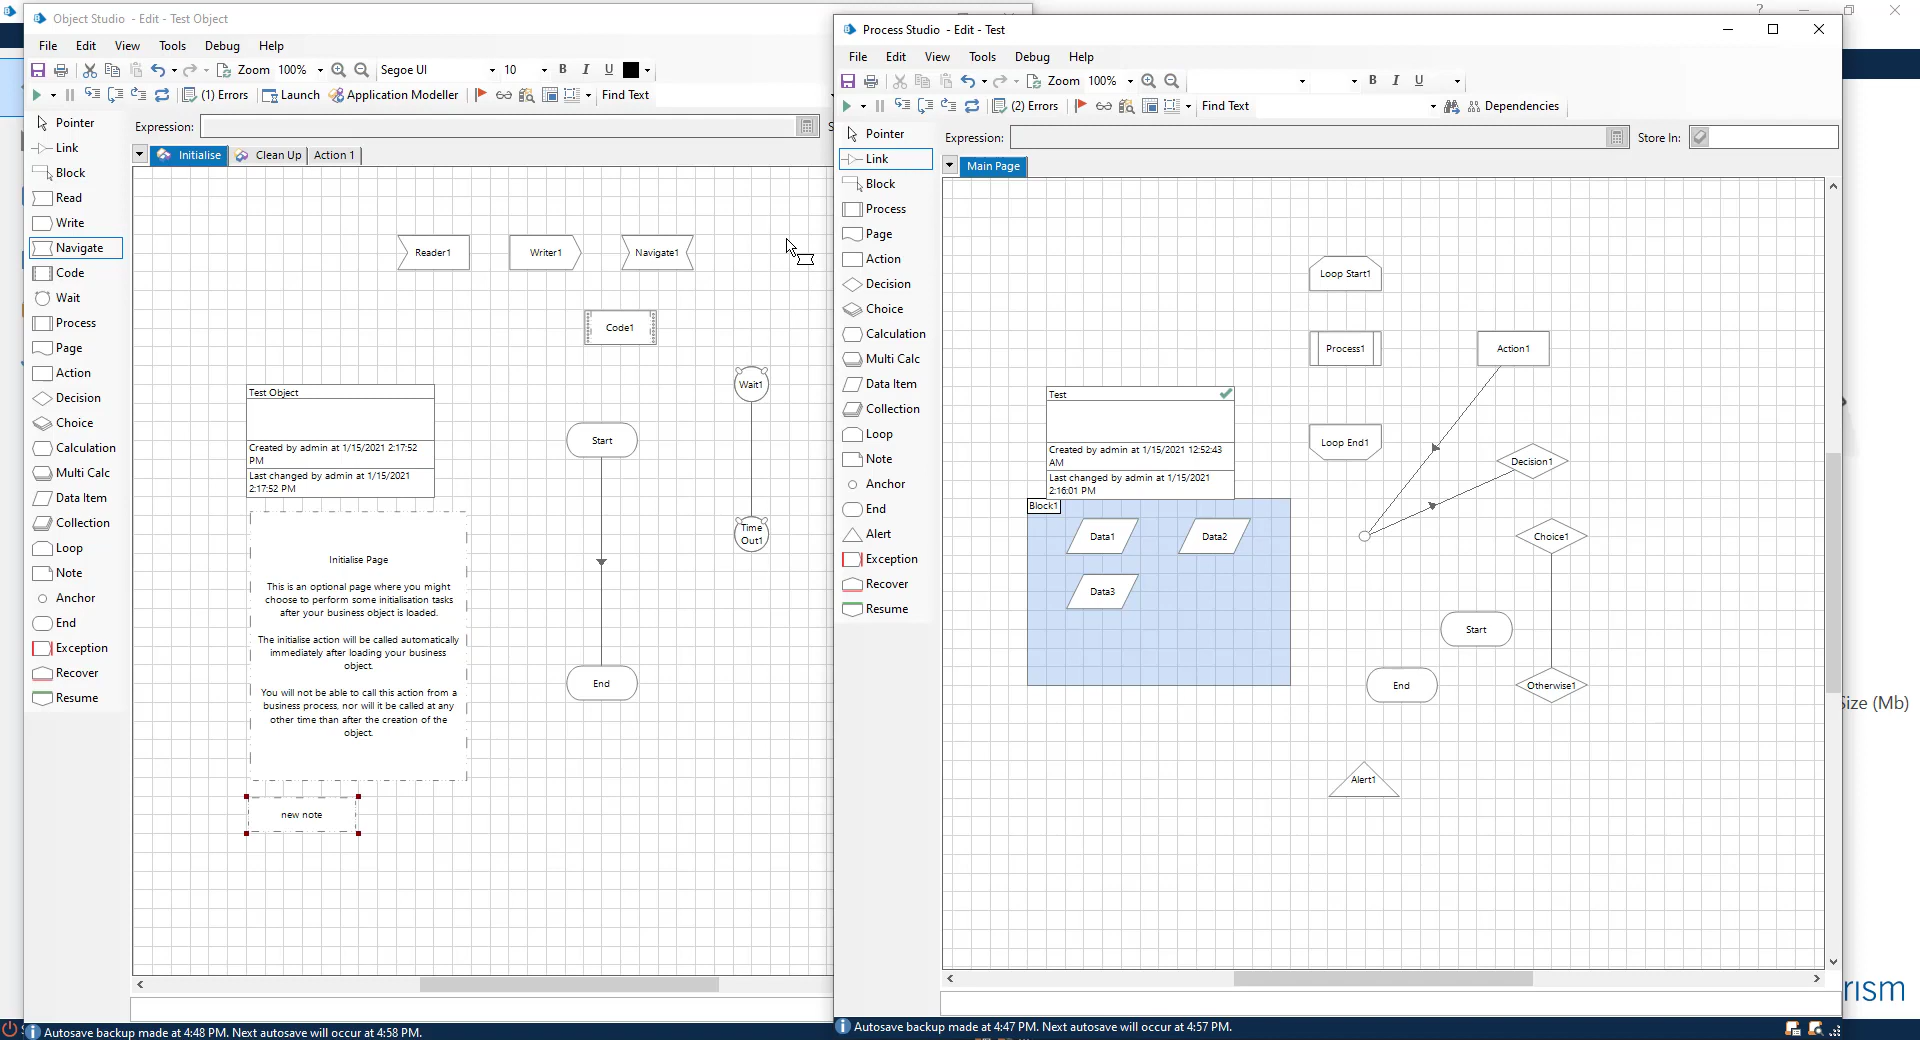 Object Studio - Edit - Test Object
File Edit View Tools Debug Help
Zoom 100% Segoe UI 10 B I U
(1) Errors Launch Application Modeller Find Text
Expression:
Initialise Clean Up Action 1
Pointer
Link
Block
Read
Write
Navigate
Code
Wait
Process
Page
Action
Decision
Choice
Calculation
Multi Calc
Data Item
Collection
Loop
Note
Anchor
End
Exception
Recover
Resume
Reader1 Writer1 Navigate1
Code1
Wait1
Test Object
Created by admin at 1/15/2021 2:17:52
PM
Last changed by admin at 1/15/2021
2:17:52 PM
Start
Time
Out1
Initialise Page
This is an optional page where you might
choose to perform some initialisation tasks
after your business object is loaded.
The initialise action will be called automatically
immediately after loading your business
object.
You will not be able to call this action from a
business process, nor will it be called at any
other time than after the creation of the
object.
End
new note
Autosave backup made at 4:48 PM. Next autosave will occur at 4:58 PM.
Process Studio - Edit - Test
File Edit View Tools Debug Help
Zoom 100% B I U
(2) Errors Find Text Dependencies
Expression: Store In:
Main Page
Pointer
Link
Block
Process
Page
Action
Decision
Choice
Calculation
Multi Calc
Data Item
Collection
Loop
Note
Anchor
End
Alert
Exception
Recover
Resume
Loop Start1
Process1 Action1
Test
Created by admin at 1/15/2021 12:52:43
AM
Last changed by admin at 1/15/2021
2:16:01 PM
Loop End1
Decision1
Block1
Data1 Data2
Choice1
Data3
Start
End
Otherwise1
Alert1
Autosave backup made at 4:47 PM. Next autosave will occur at 4:57 PM.
Size (Mb)
rism